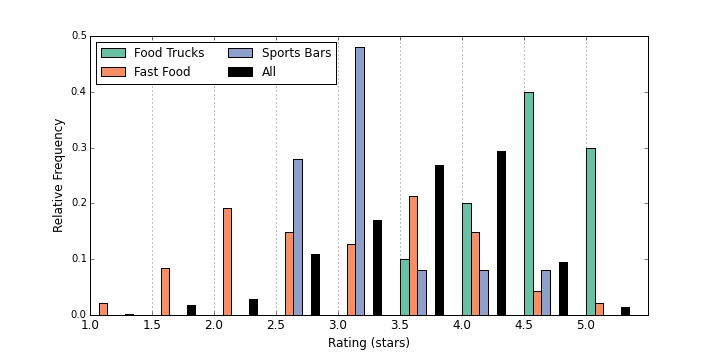 0.5
0.4
0.3
0.2
0.1
0.0
Relative Frequency
Food Trucks
Fast Food
Sports Bars
All
1.0 1.5 2.0 2.5 3.0 3.5 4.0 4.5 5.0
Rating (stars)